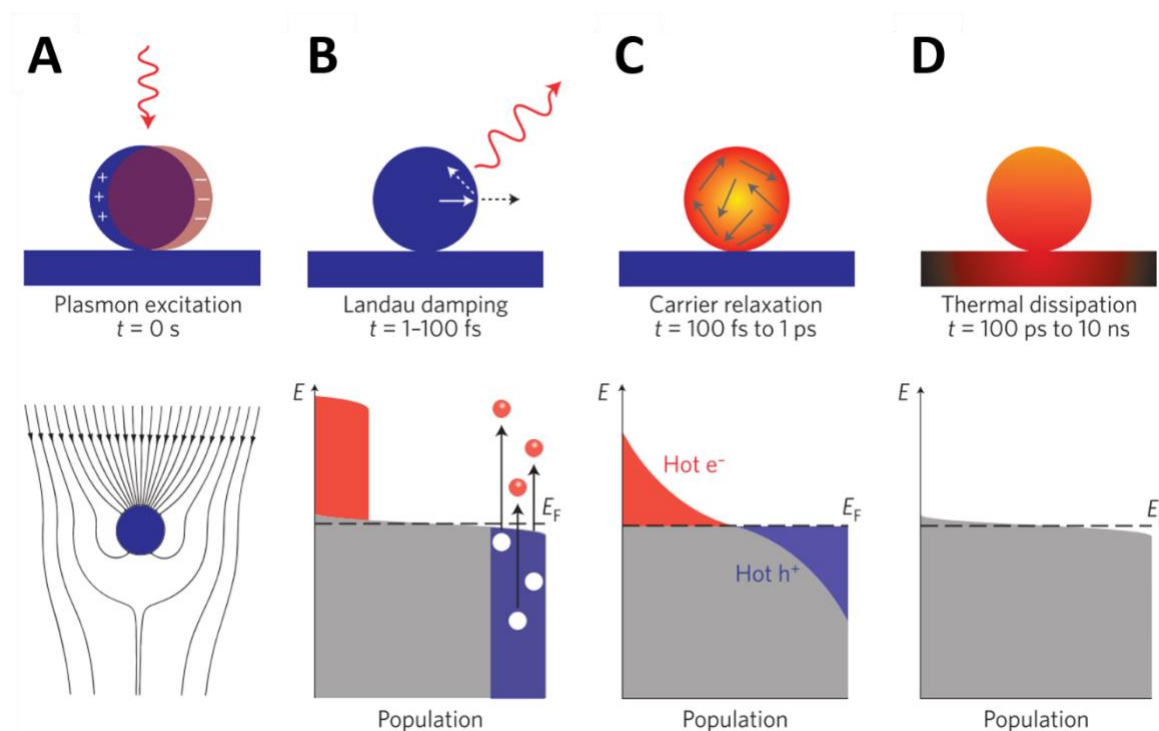 A
B
C
D
+
+
+
−
−
−
Plasmon excitation
t = 0 s
Landau damping
t = 1–100 fs
Carrier relaxation
t = 100 fs to 1 ps
Thermal dissipation
t = 100 ps to 10 ns
E
EF
Population
E
Hot e−
EF
Hot h+
Population
E
E
Population